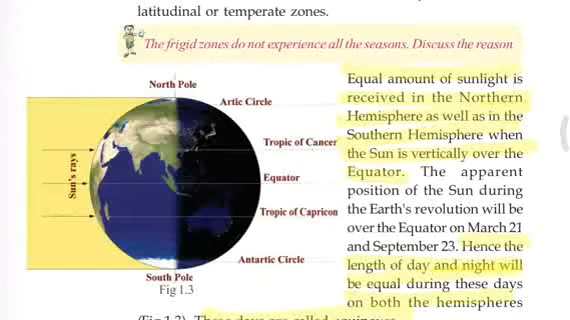 latitudinal or temperate zones.
The frigid zones do not experience all the seasons. Discuss the reason
North Pole
Artic Circle
Tropic of Cancer
Equator
Tropic of Capricon
Antartic Circle
South Pole
Sun's rays
Fig 1.3
Equal amount of sunlight is
received in the Northern
Hemisphere as well as in the
Southern Hemisphere when
the Sun is vertically over the
Equator. The apparent
position of the Sun during
the Earth's revolution will be
over the Equator on March 21
and September 23. Hence the
length of day and night will
be equal during these days
on both the hemispheres